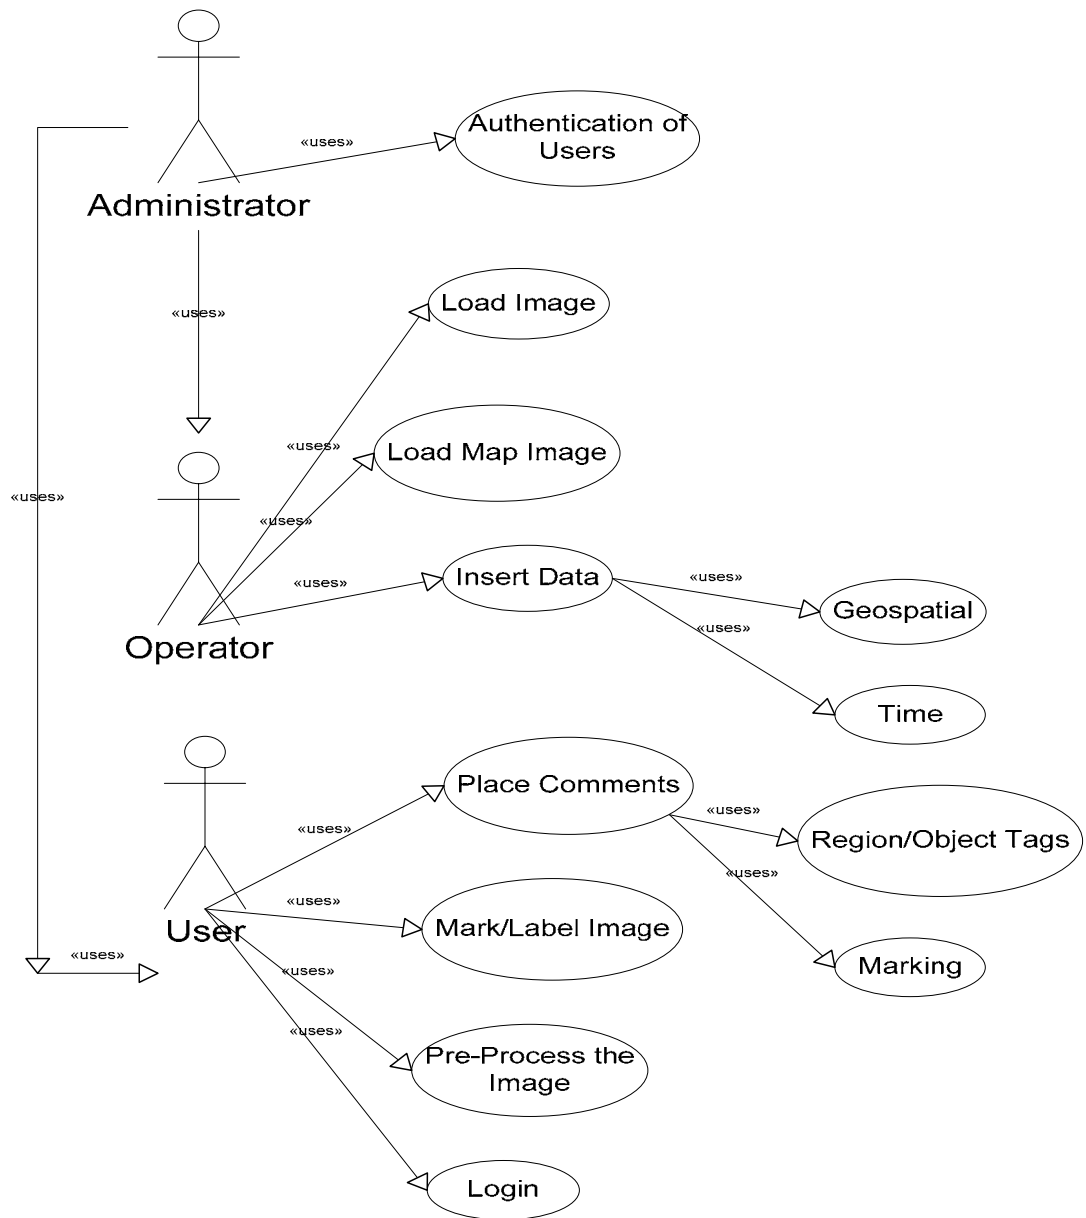 «uses»
Authentication of
Users
Administrator
«uses»
Load Image
«uses»
Load Map Image
«uses»
«uses»
«uses»
Insert Data
«uses»
Geospatial
«uses»
Operator
Time
Place Comments
«uses»
Region/Object Tags
«uses»
«uses»
«uses»
Mark/Label Image
User
Marking
«uses»
«uses»
«uses»
Pre-Process the
Image
Login